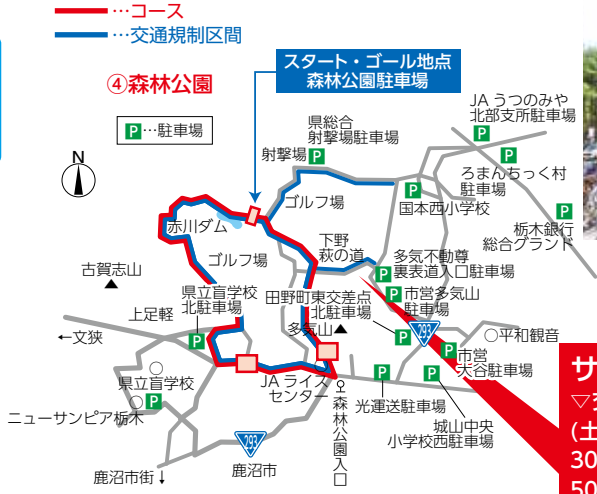 …コース
…交通規制区間
④森林公園
スタート・ゴール地点
森林公園駐車場
P…駐車場
N
JA うつのみや
北部支所駐車場
P
県総合
射撃場駐車場
射撃場
P
P
ろまんちっく村
駐車場
P
国本西小学校
P
栃木銀行
総合グランド
ゴルフ場
赤川ダム
下野
萩の道
ゴルフ場
P
多気不動尊
裏表道入口駐車場
古賀志山
県立盲学校
北駐車場
田野町東交差点
北駐車場
P
市営多気山
駐車場
上足軽
多気山
P
293
平和観音
←文狭
P
P
市営
大谷駐車場
県立盲学校
JA ライス
センター
P
P
P
ニューサンピア栃木
森林公園入口
光運送駐車場
城山中央
小学校西駐車場
293
鹿沼市街↓
鹿沼市
サ
▽交
(土
30
50